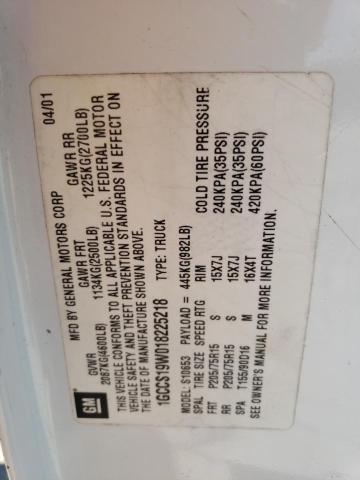 GM
MFD BY GENERAL MOTORS CORP 04/01
GVWR GAWR FRT GAWR RR
2087KG(4600LB) 1134KG(2500LB) 1225KG(2700LB)
THIS VEHICLE CONFORMS TO ALL APPLICABLE U.S. FEDERAL MOTOR
VEHICLE SAFETY AND THEFT PREVENTION STANDARDS IN EFFECT ON
THE DATE OF MANUFACTURE SHOWN ABOVE.
1GCCS19W018225218 TYPE: TRUCK
MODEL: S10653 PAYLOAD = 445KG(982LB)
SPAL TIRE SIZE SPEED RTG RIM COLD TIRE PRESSURE
FRT P205/75R15 S 15X7J 240KPA(35PSI)
RR P205/75R15 S 15X7J 240KPA(35PSI)
SPA T155/90D16 M 16X4T 420KPA(60PSI)
SEE OWNER'S MANUAL FOR MORE INFORMATION.